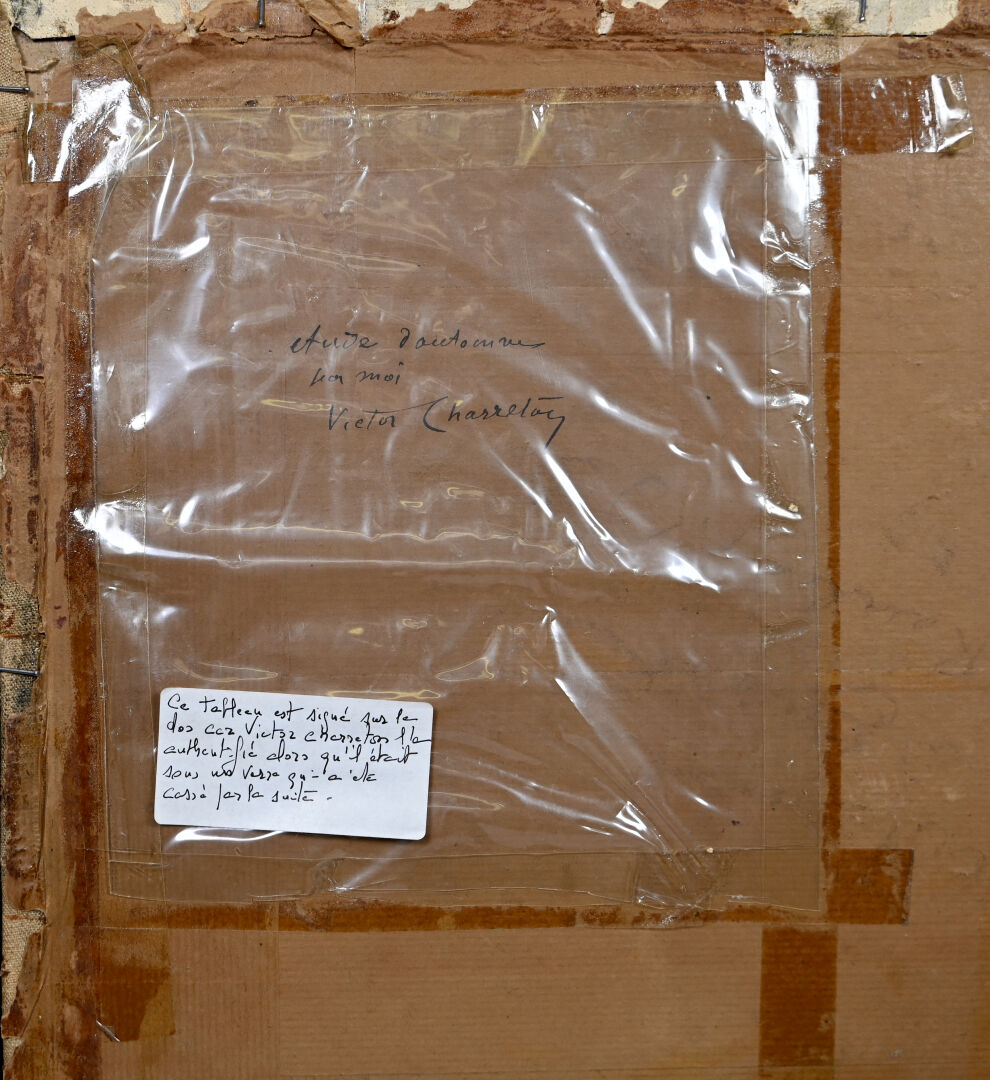 etude d'automne
par moi
Victor Charreton
Ce tableau est signé sur le
dos car Victor Charreton l'a
authentifié alors qu'il était
sous un verre qui a été
cassé par la suite.